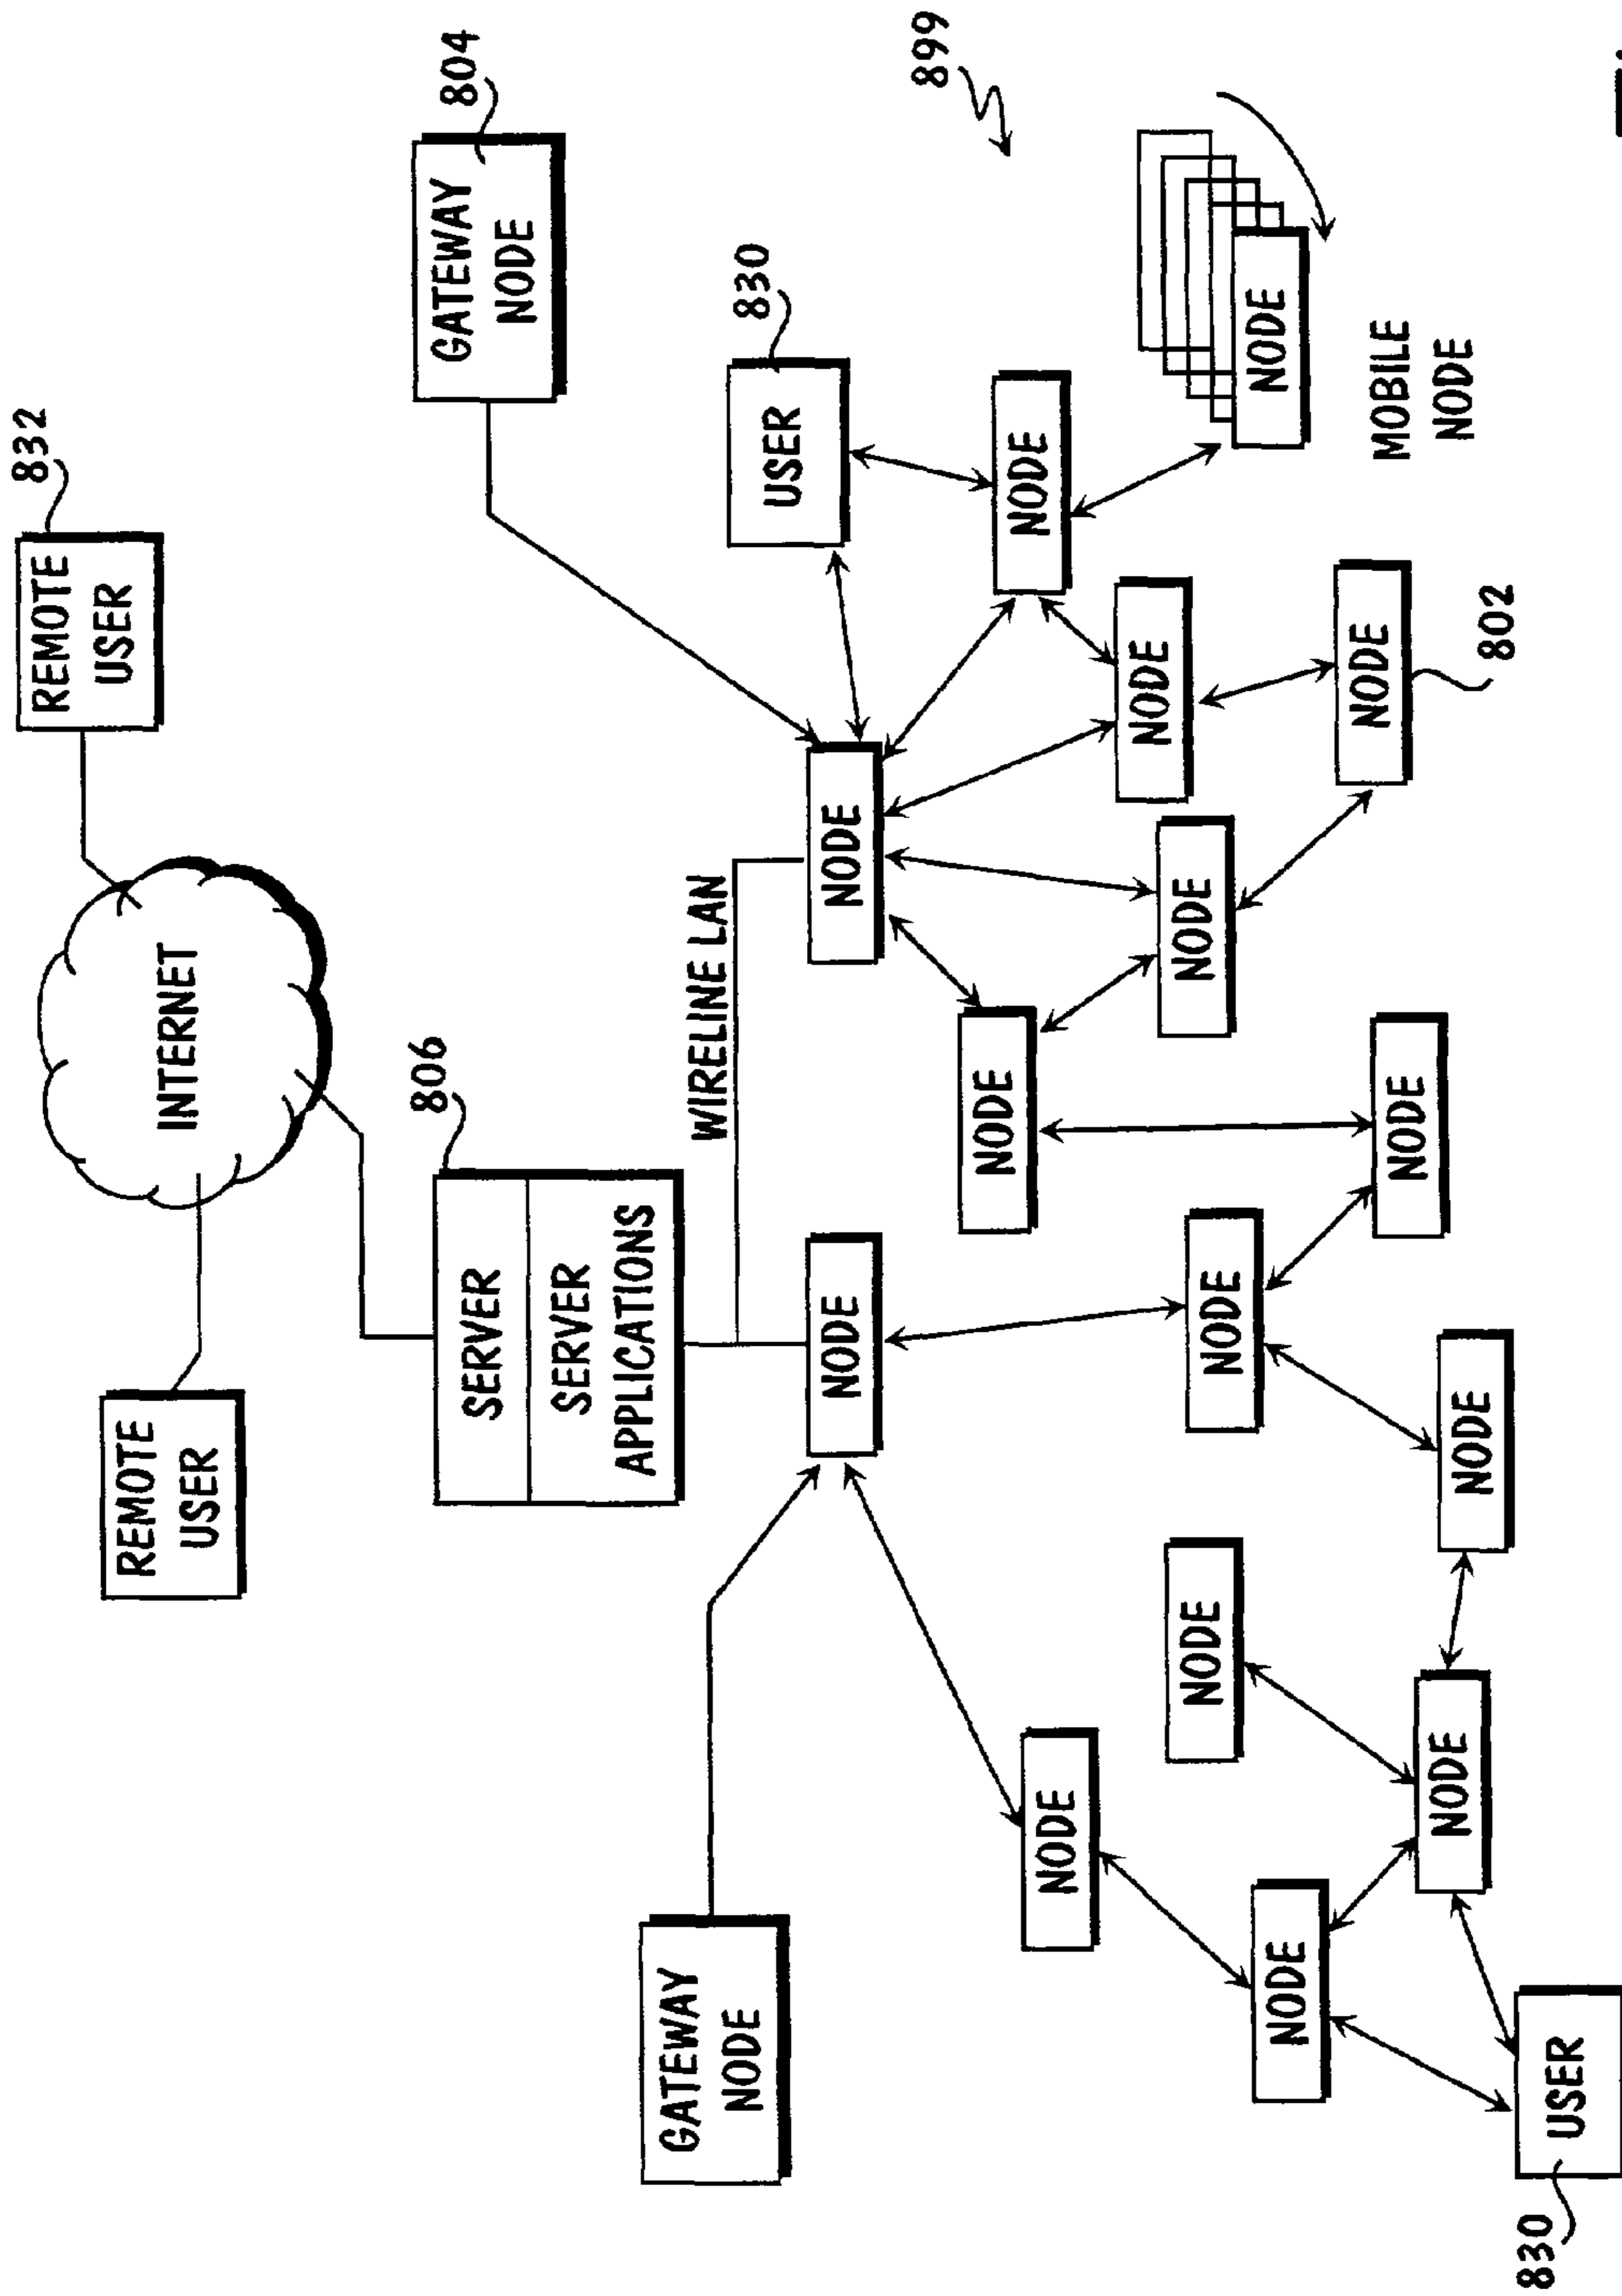 832
REMOTE
USER
REMOTE
USER
INTERNET
806
804
SERVER
SERVER
APPLICATIONS
GATEWAY
NODE
GATEWAY
NODE
WIRELINE LAN
830
USER
NODE
NODE
899
NODE
NODE
NODE
NODE
NODE
NODE
NODE
NODE
NODE
NODE
MOBILE
NODE
NODE
NODE
NODE
NODE
802
830
USER